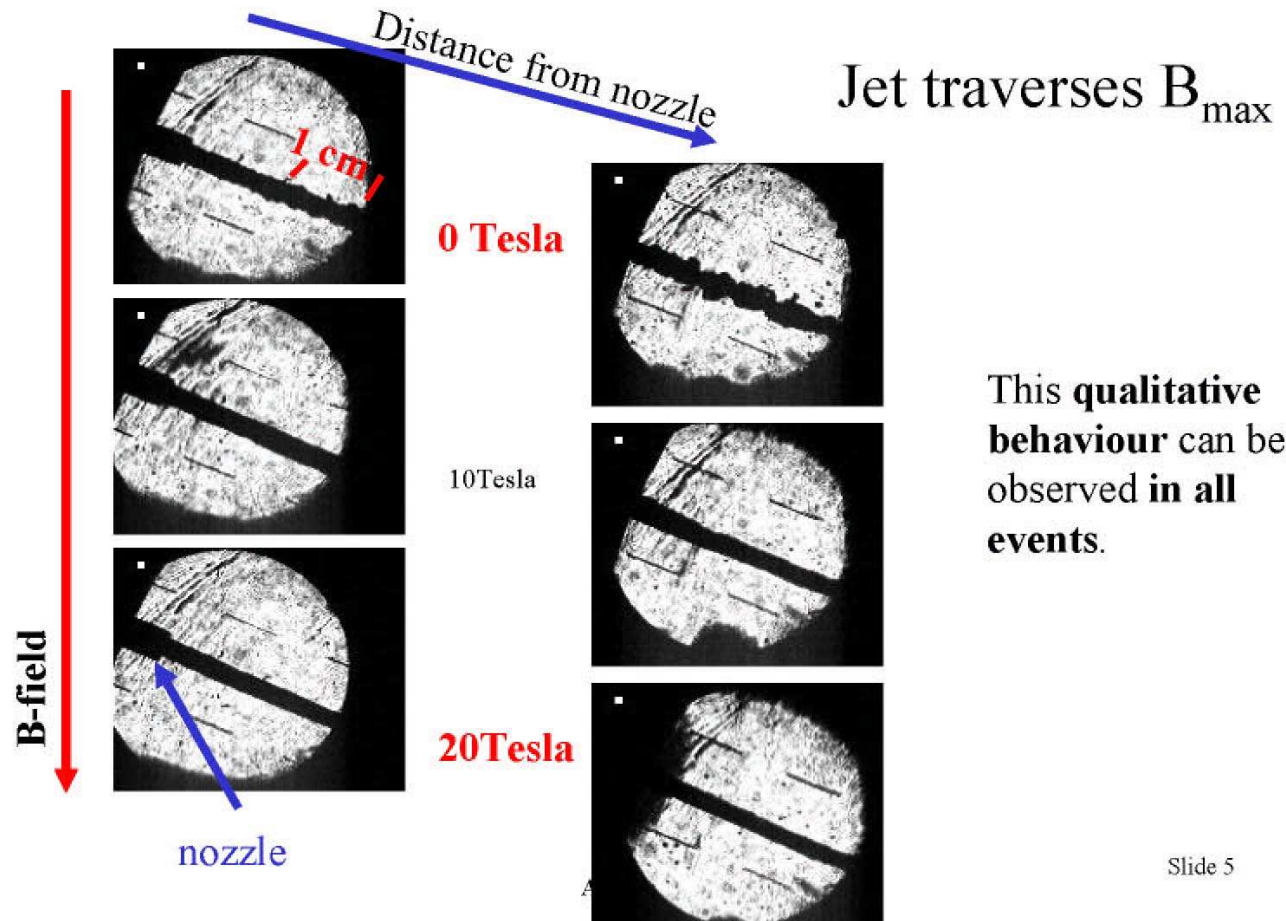 Distance from nozzle
Jet traverses Bmax
1 cm
0 Tesla
10Tesla
20Tesla
This qualitative
behaviour can be
observed in all
events.
B-field
nozzle
A
Slide 5